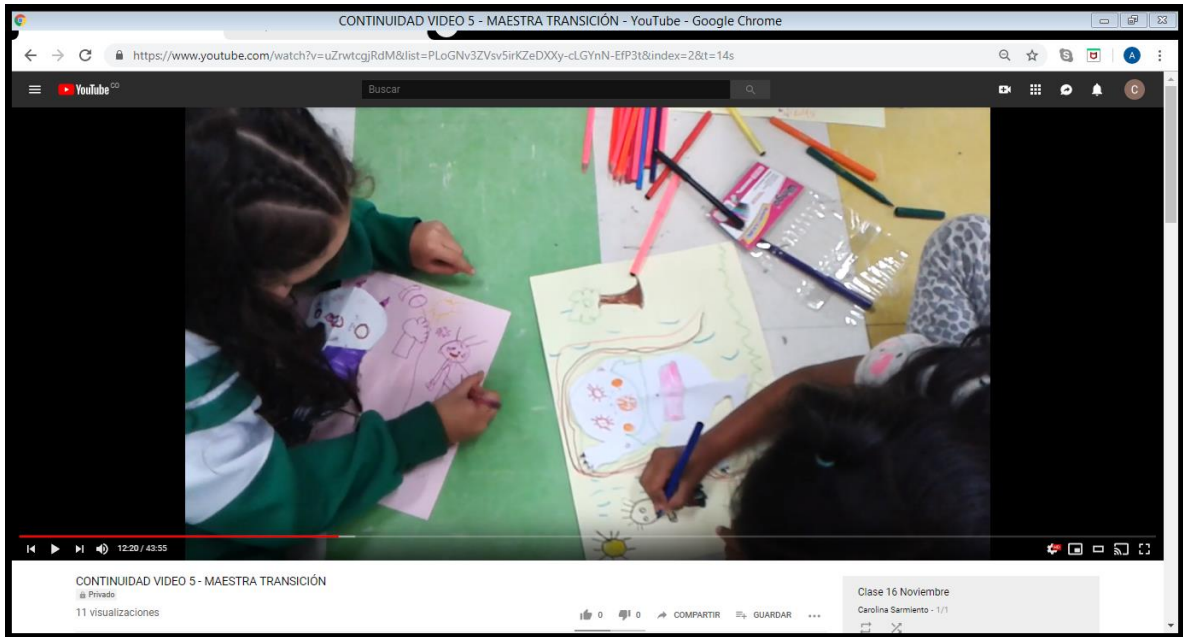 CONTINUIDAD VIDEO 5 - MAESTRA TRANSICIÓN - YouTube - Google Chrome
https://www.youtube.com/watch?v=uZrwtcgjRdM&list=PLoGNv3ZVsv5irKZeDXXy-cLGYnN-EfP3t&index=2&t=14s
A
YouTube CO
Buscar
C
12:20 / 43:55
CONTINUIDAD VIDEO 5 - MAESTRA TRANSICIÓN
Privado
11 visualizaciones
0 0 COMPARTIR GUARDAR
Clase 16 Noviembre
Carolina Sarmiento - 1/1